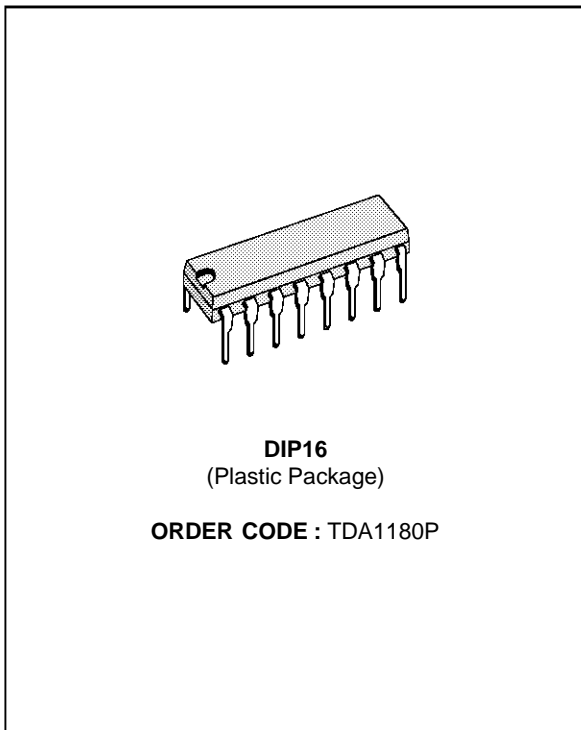 DIP16
(Plastic Package)
ORDER CODE : TDA1180P